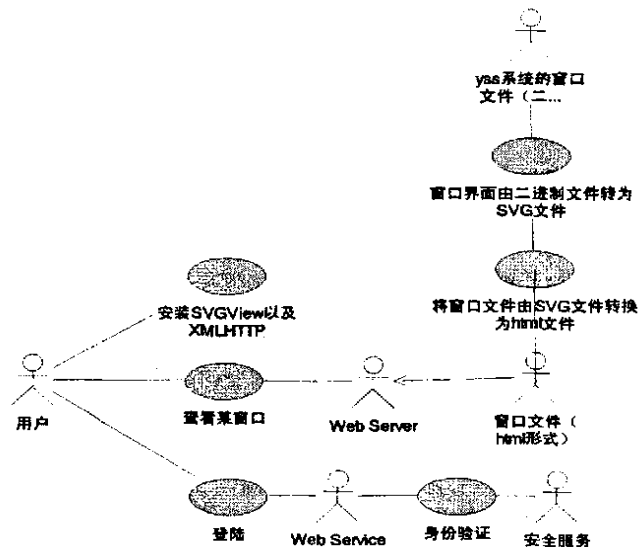 yss系统的窗口
文件（二...
窗口界面由二进制文件转为
SVG文件
安装SVGView以及
XMLHTTP
将窗口文件由SVG文件转换
为html文件
用户
查看某窗口
Web Server
窗口文件（
html形式）
登陆
Web Service
身份验证
安全服务